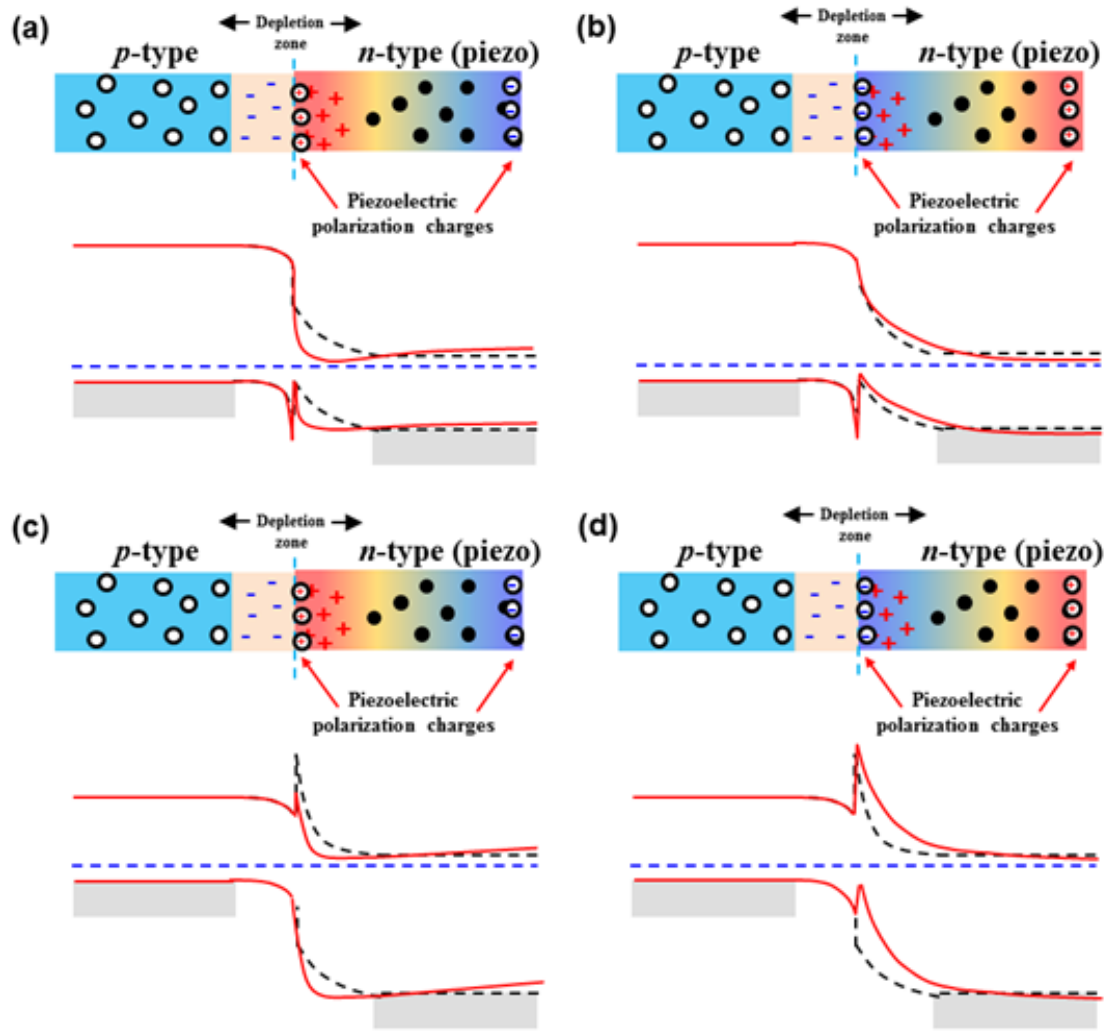 (a)
Depletion
zone
p-type
n-type (piezo)
Piezoelectric
polarization charges
(b)
Depletion
zone
p-type
n-type (piezo)
Piezoelectric
polarization charges
(c)
Depletion
zone
p-type
n-type (piezo)
Piezoelectric
polarization charges
(d)
Depletion
zone
p-type
n-type (piezo)
Piezoelectric
polarization charges